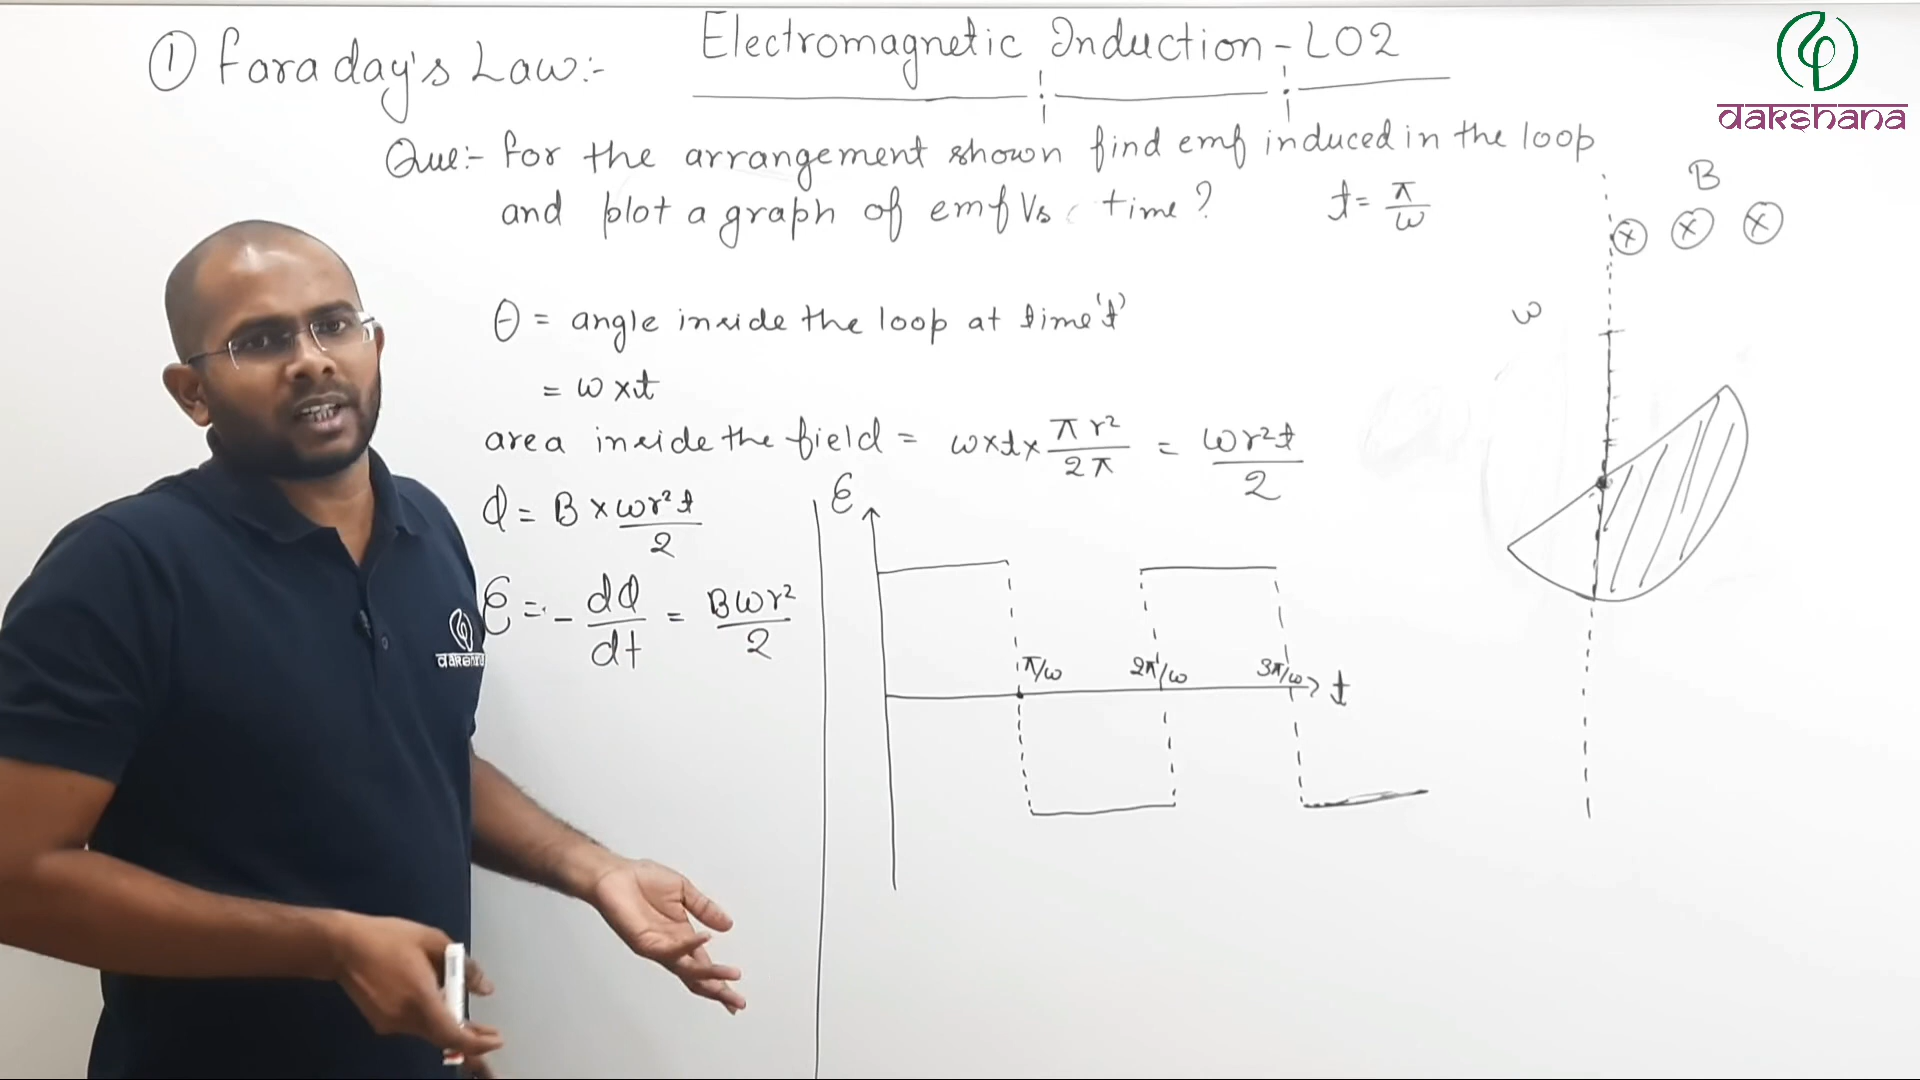 Electromagnetic Induction - L02
① Faraday's Law:-
dakshana
Que:- for the arrangement shown find emf induced in the loop
and plot a graph of emf Vs time?
t = π/ω
B
ω
θ = angle inside the loop at time 't'
= ω × t
area inside the field = ω × t × πr²/2π = ωr²t/2
φ = B × ωr²t/2
ε = - dφ/dt = Bωr²/2
ε
π/ω 2π/ω 3π/ω t
dakshana